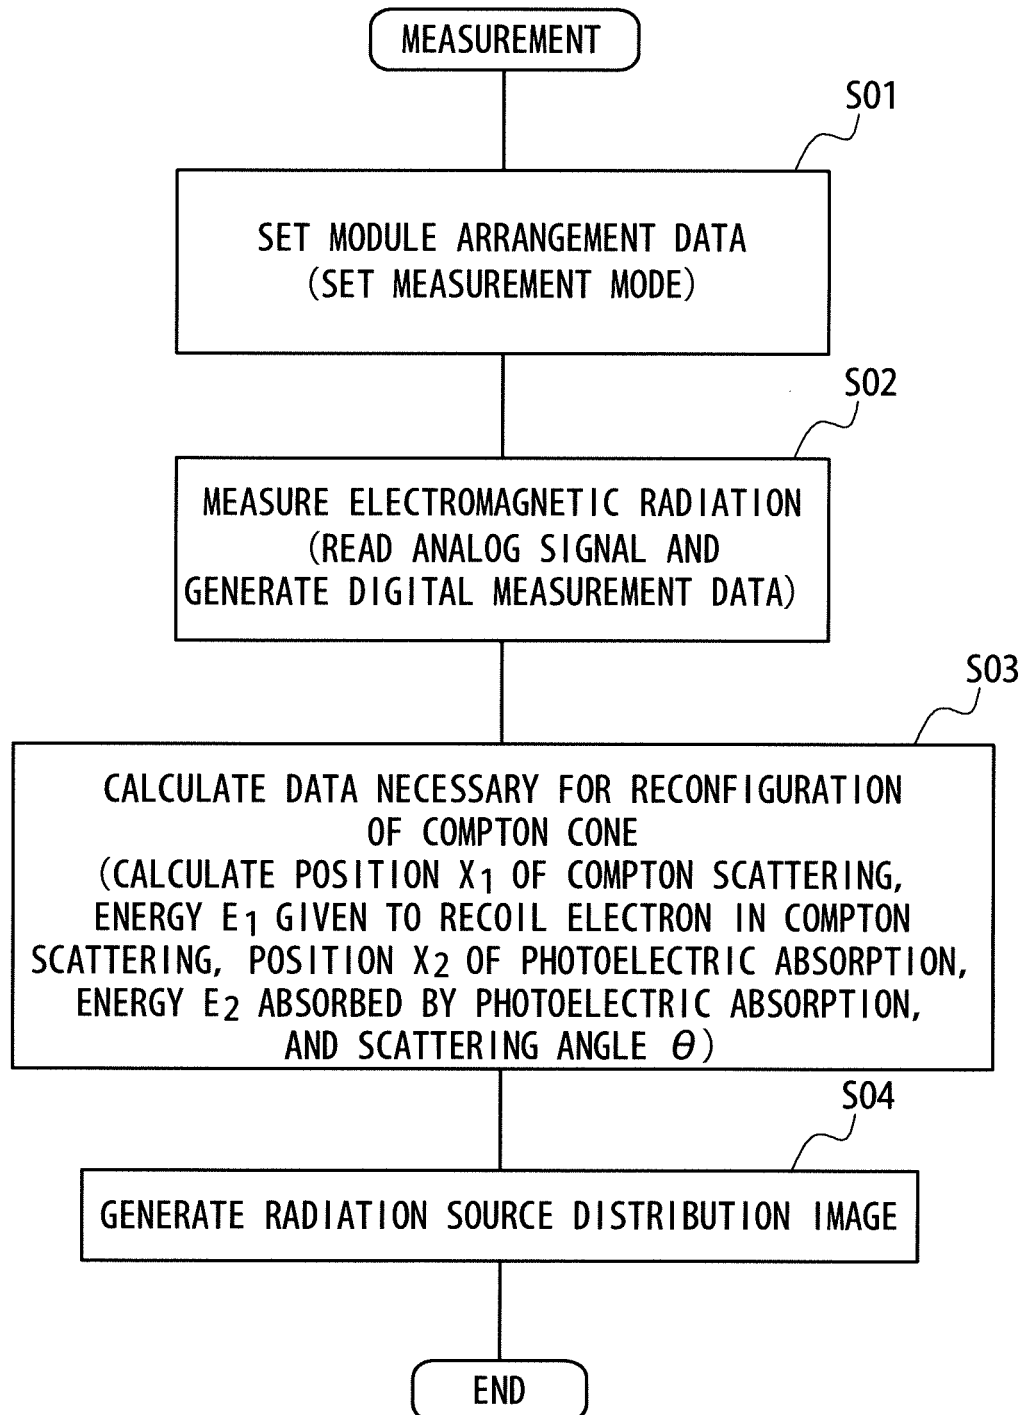 MEASUREMENT
S01
SET MODULE ARRANGEMENT DATA
(SET MEASUREMENT MODE)
S02
MEASURE ELECTROMAGNETIC RADIATION
(READ ANALOG SIGNAL AND
GENERATE DIGITAL MEASUREMENT DATA)
S03
CALCULATE DATA NECESSARY FOR RECONFIGURATION
OF COMPTON CONE
(CALCULATE POSITION X1 OF COMPTON SCATTERING,
ENERGY E1 GIVEN TO RECOIL ELECTRON IN COMPTON
SCATTERING, POSITION X2 OF PHOTOELECTRIC ABSORPTION,
ENERGY E2 ABSORBED BY PHOTOELECTRIC ABSORPTION,
AND SCATTERING ANGLE θ)
S04
GENERATE RADIATION SOURCE DISTRIBUTION IMAGE
END